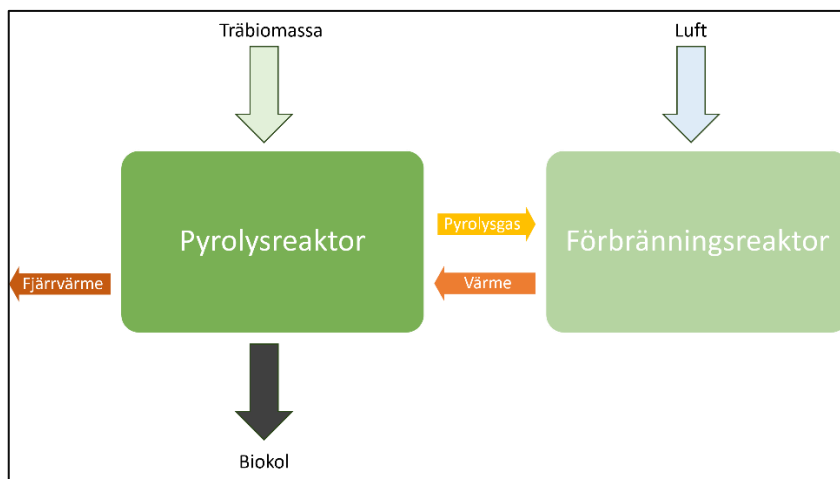 Träbiomassa
Luft
Pyrolysreaktor
Pyrolysgas
Förbränningsreaktor
Fjärrvärme
Värme
Biokol